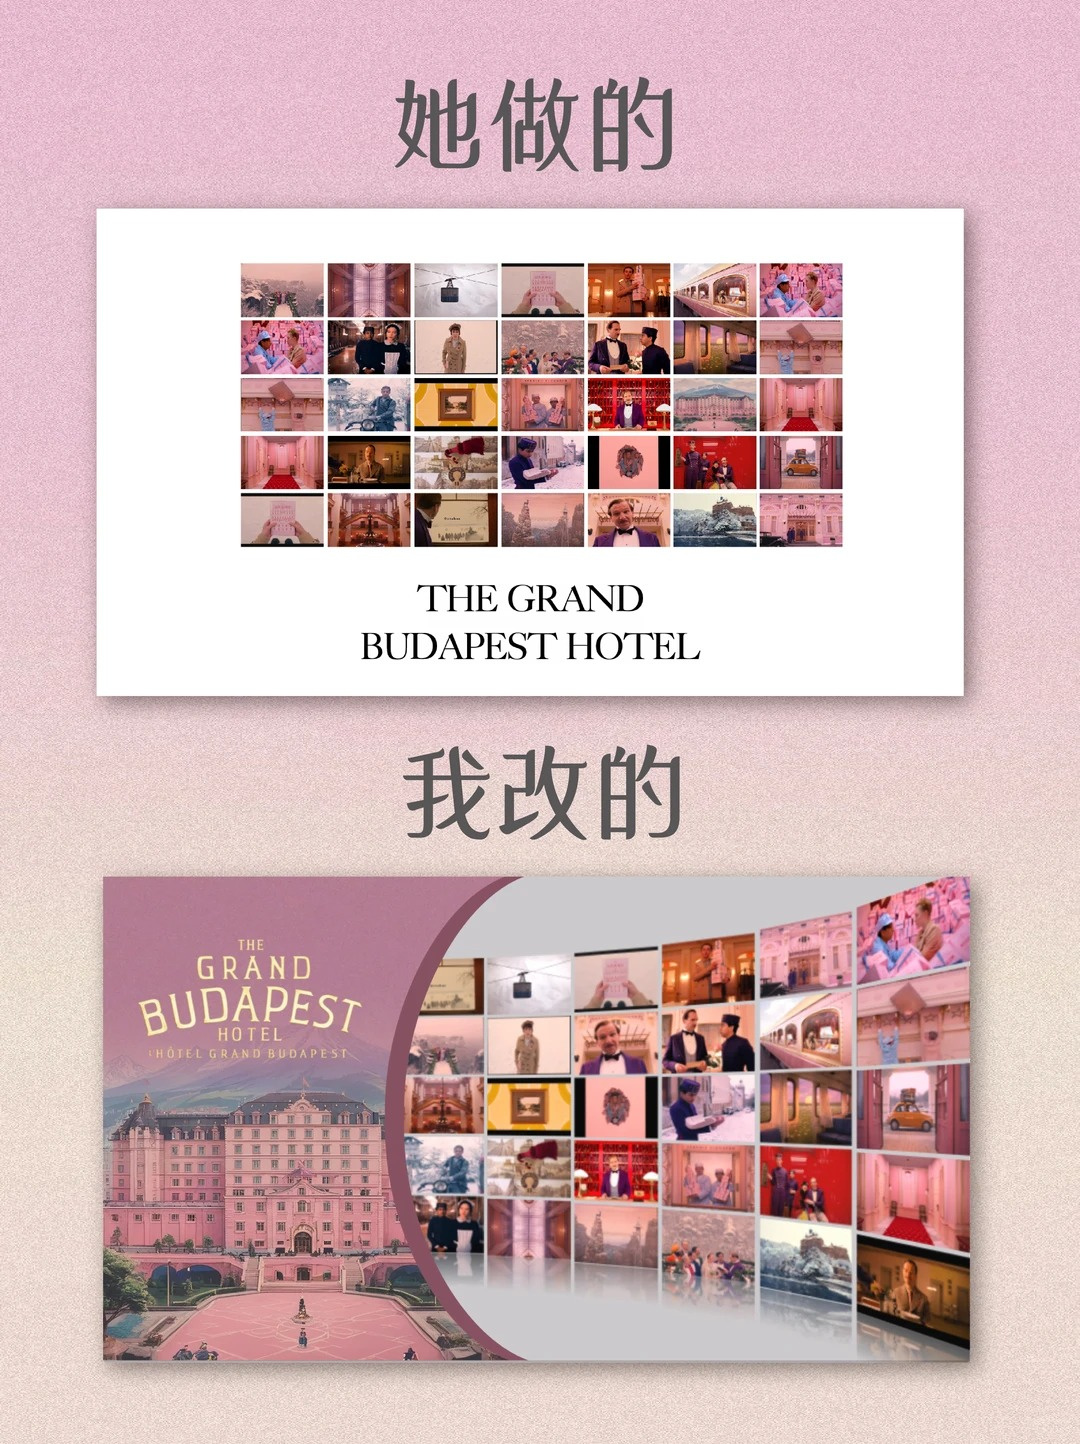 她做的
THE GRAND
BUDAPEST HOTEL
我改的
THE
GRAND
BUDAPEST
HOTEL
L'HÔTEL GRAND BUDAPEST